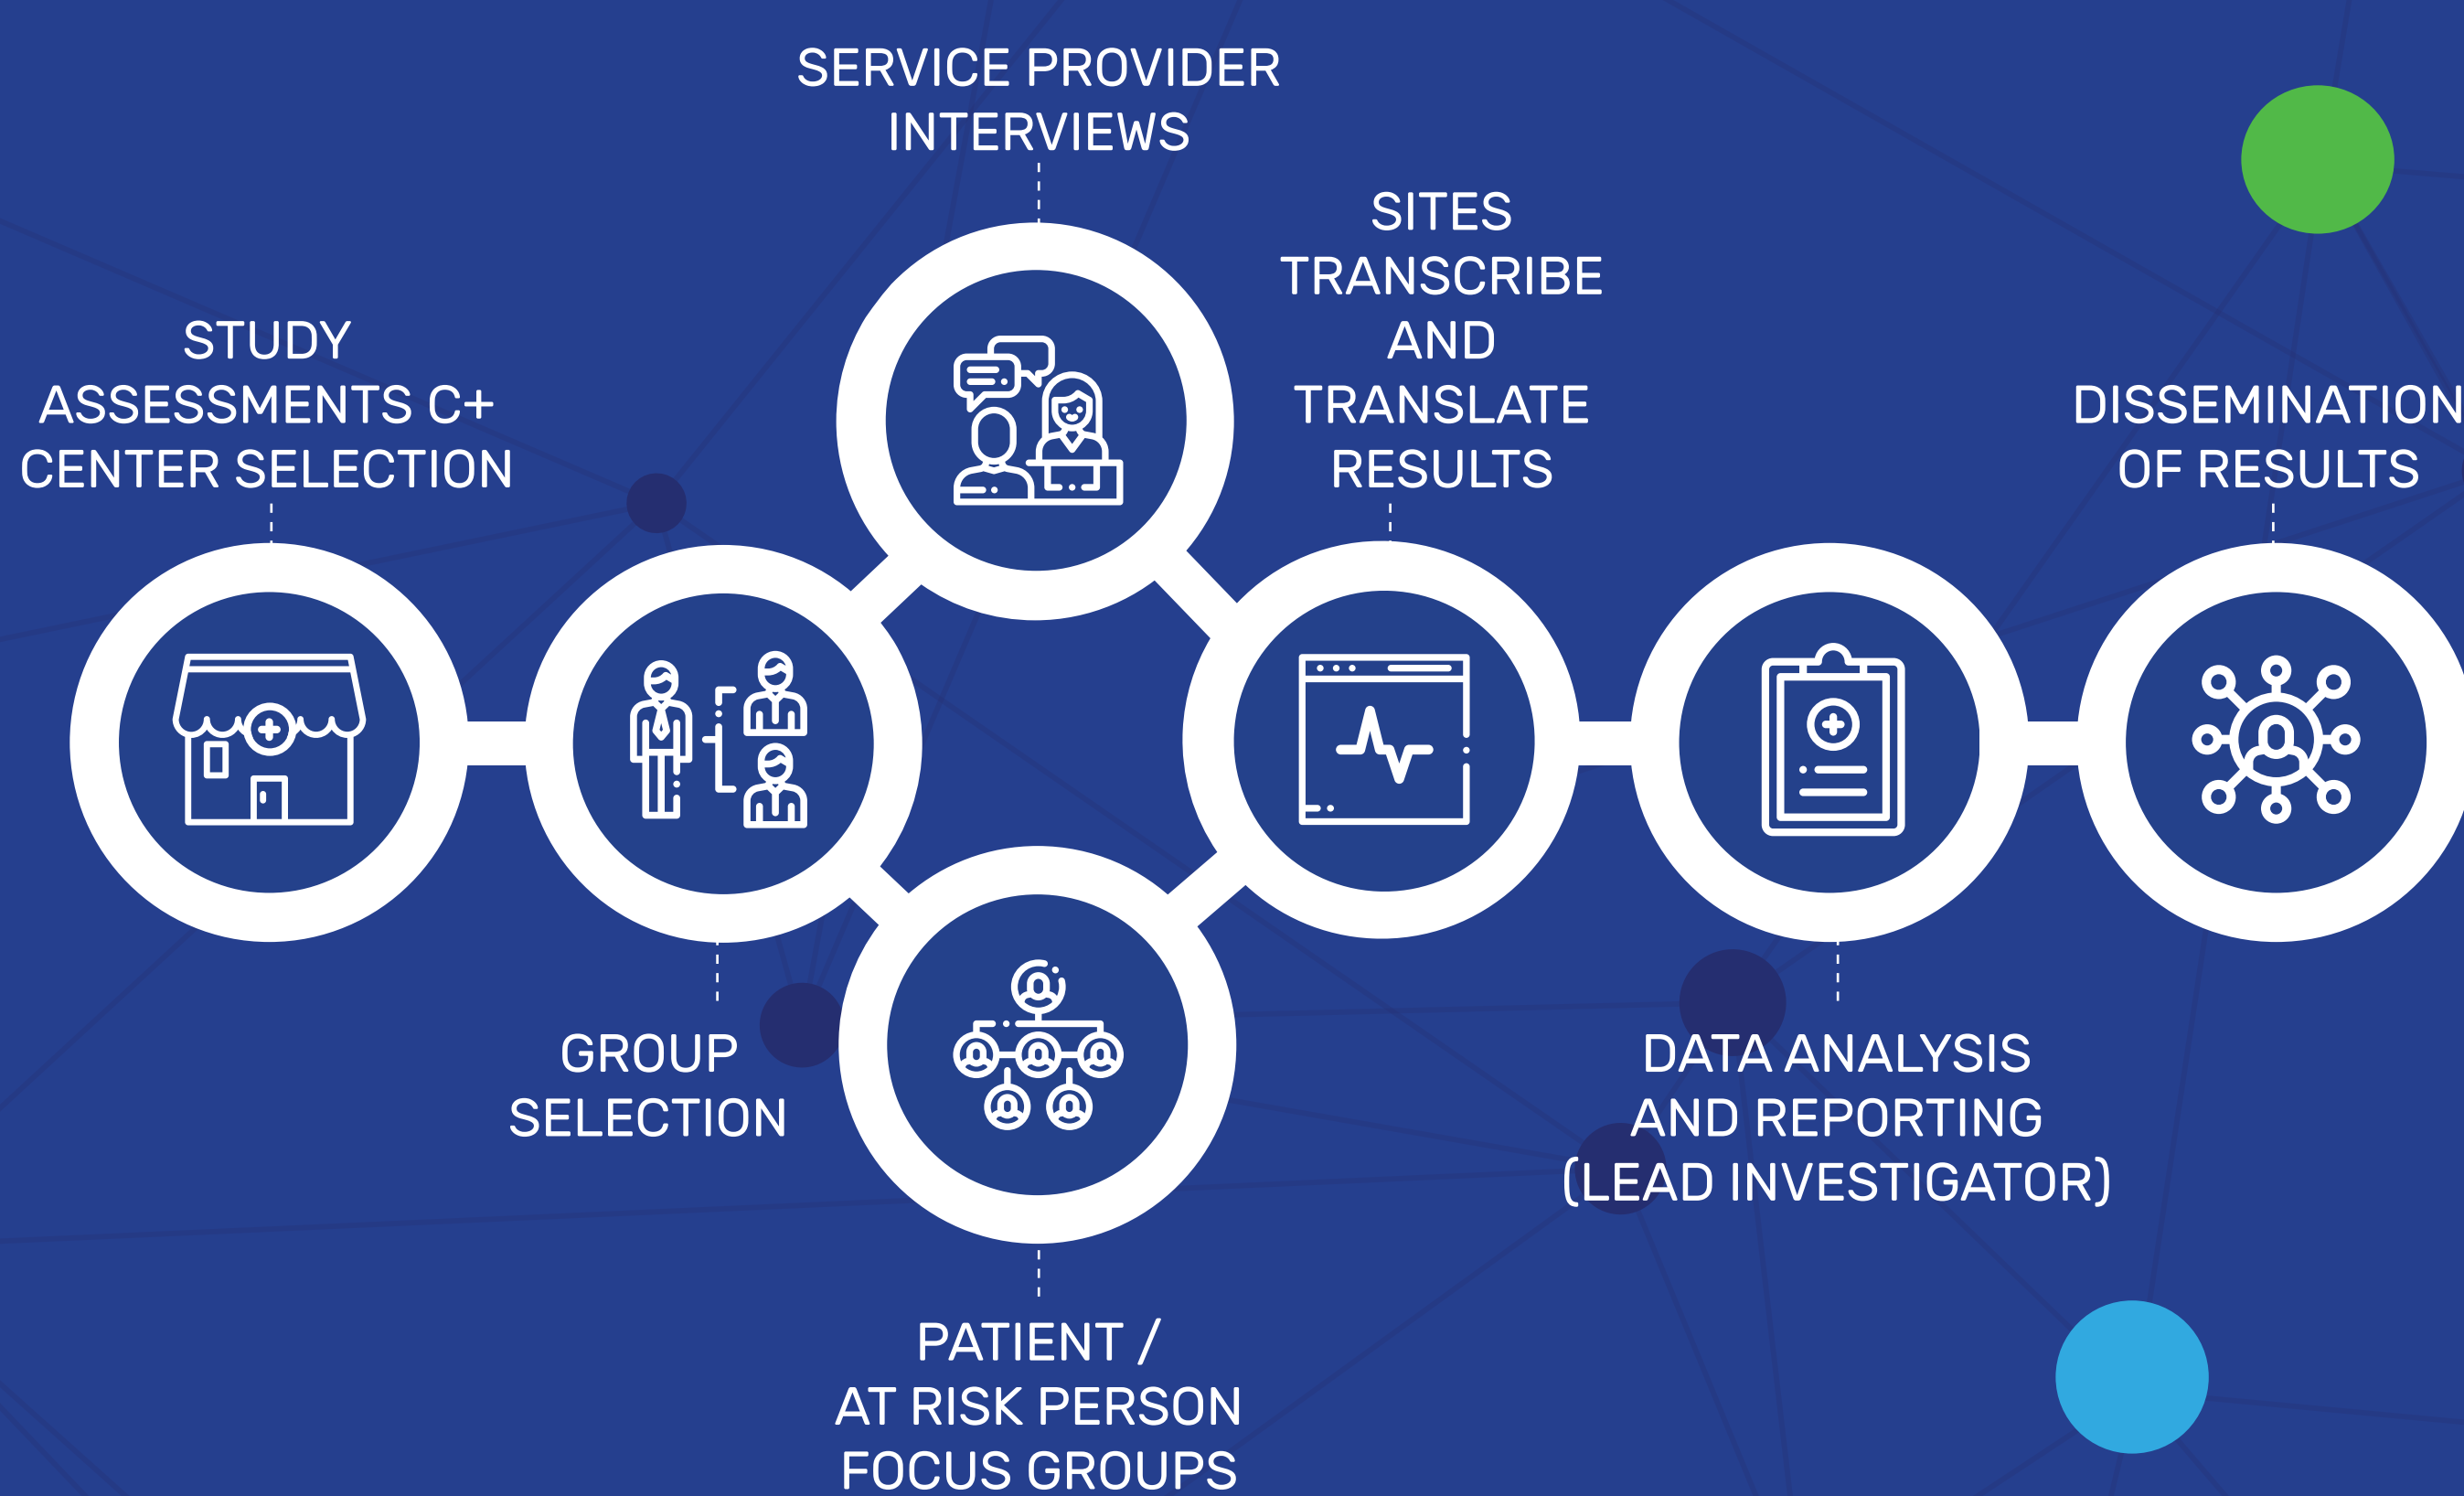 SERVICE PROVIDER
INTERVIEWS
SITES
TRANSCRIBE
AND
TRANSLATE
RESULTS
STUDY
ASSESSMENTS C+
CENTER SELECTION
DISSEMINATION
OF RESULTS
GROUP
SELECTION
DATA ANALYSIS
AND REPORTING
(LEAD INVESTIGATOR)
PATIENT /
AT RISK PERSON
FOCUS GROUPS